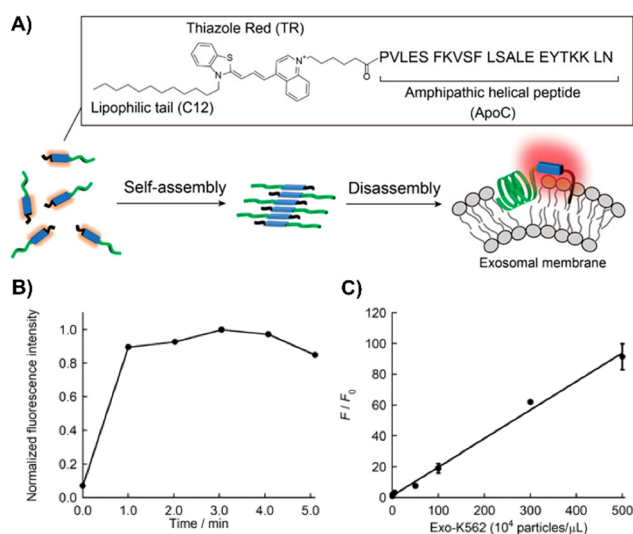 A)
Thiazole Red (TR)
S
N
N+
O
PVLES FKVSF LSALE EYTKK LN
Lipophilic tail (C12)
Amphipathic helical peptide
(ApoC)
Self-assembly
Disassembly
Exosomal membrane
B)
Normalized fluorescence intensity
1.0
0.8
0.6
0.4
0.2
0.0
0.0 1.0 2.0 3.0 4.0 5.0
Time / min
C)
F / F0
120
100
80
60
40
20
0
0 100 200 300 400 500
Exo-K562 (10⁴ particles/μL)